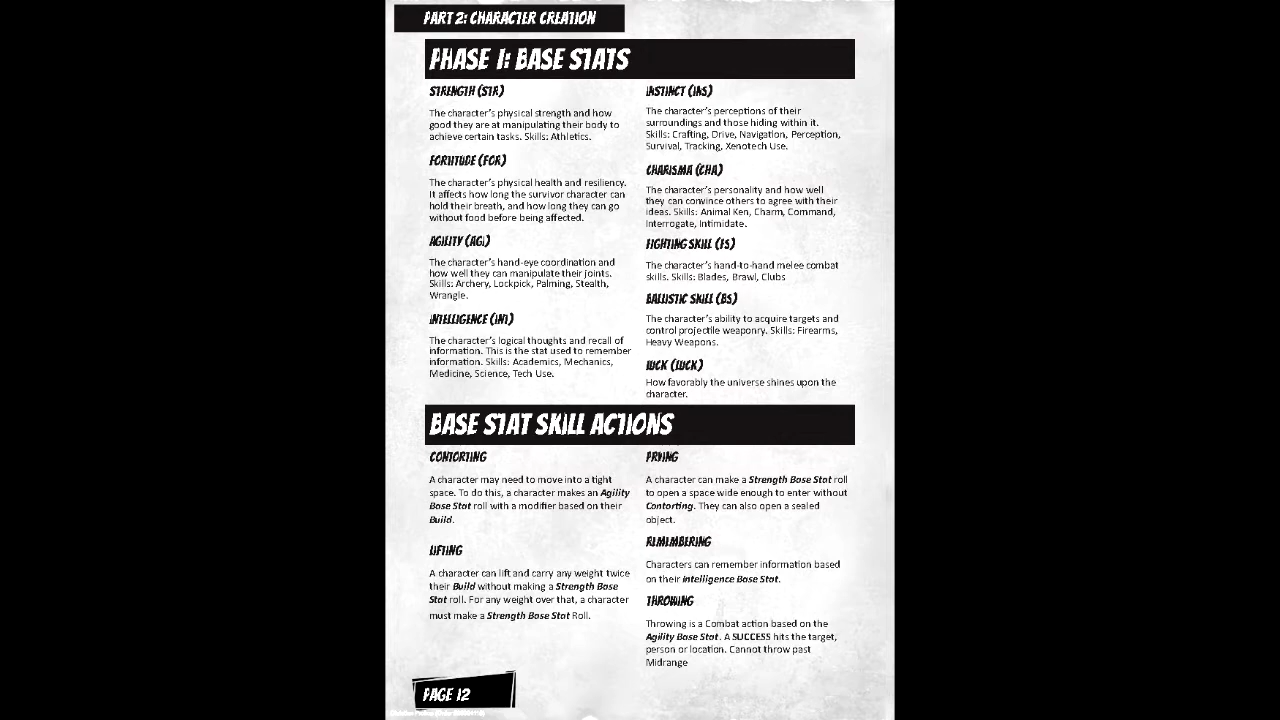 PART 2: CHARACTER CREATION
PHASE 1: BASE STATS
STRENGTH (STR)
The character's physical strength and how
good they are at manipulating their body to
achieve certain tasks. Skills: Athletics.
FORTITUDE (FOR)
The character's physical health and resiliency.
It affects how long the survivor character can
hold their breath, and how long they can go
without food before being affected.
AGILITY (AGI)
The character's hand-eye coordination and
how well they can manipulate their joints.
Skills: Archery, Lockpick, Palming, Stealth,
Wrangle.
INTELLIGENCE (INT)
The character's logical thoughts and recall of
information. This is the stat used to remember
information. Skills: Academics, Mechanics,
Medicine, Science, Tech Use.
INSTINCT (INS)
The character's perceptions of their
surroundings and those hiding within it.
Skills: Crafting, Drive, Navigation, Perception,
Survival, Tracking, Xenotech Use.
CHARISMA (CHA)
The character's personality and how well
they can convince others to agree with their
ideas. Skills: Animal Ken, Charm, Command,
Interrogate, Intimidate.
FIGHTING SKILL (FS)
The character's hand-to-hand melee combat
skills. Skills: Blades, Brawl, Clubs
BALLISTIC SKILL (BS)
The character's ability to acquire targets and
control projectile weaponry. Skills: Firearms,
Heavy Weapons.
LUCK (LUCK)
How favorably the universe shines upon the
character.
BASE STAT SKILL ACTIONS
CONTORTING
A character may need to move into a tight
space. To do this, a character makes an Agility
Base Stat roll with a modifier based on their
Build.
LIFTING
A character can lift and carry any weight twice
their Build without making a Strength Base
Stat roll. For any weight over that, a character
must make a Strength Base Stat Roll.
PRYING
A character can make a Strength Base Stat roll
to open a space wide enough to enter without
Contorting. They can also open a sealed
object.
REMEMBERING
Characters can remember information based
on their intelligence Base Stat.
THROWING
Throwing is a Combat action based on the
Agility Base Stat. A SUCCESS hits the target,
person or location. Cannot throw past
Midrange
PAGE 12